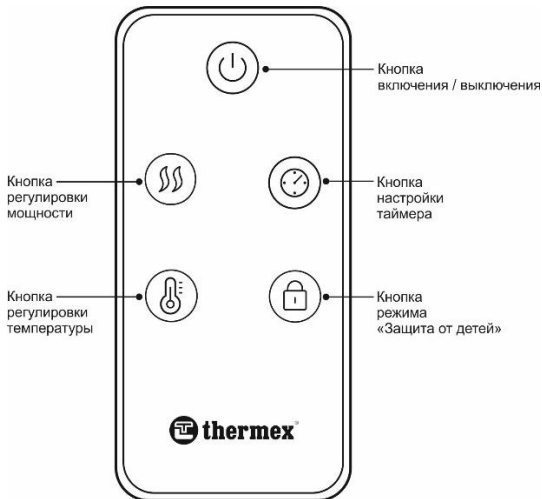 Кнопка
включения / выключения
Кнопка
регулировки
мощности
Кнопка
настройки
таймера
Кнопка
регулировки
температуры
Кнопка
режима
«Защита от детей»
thermex